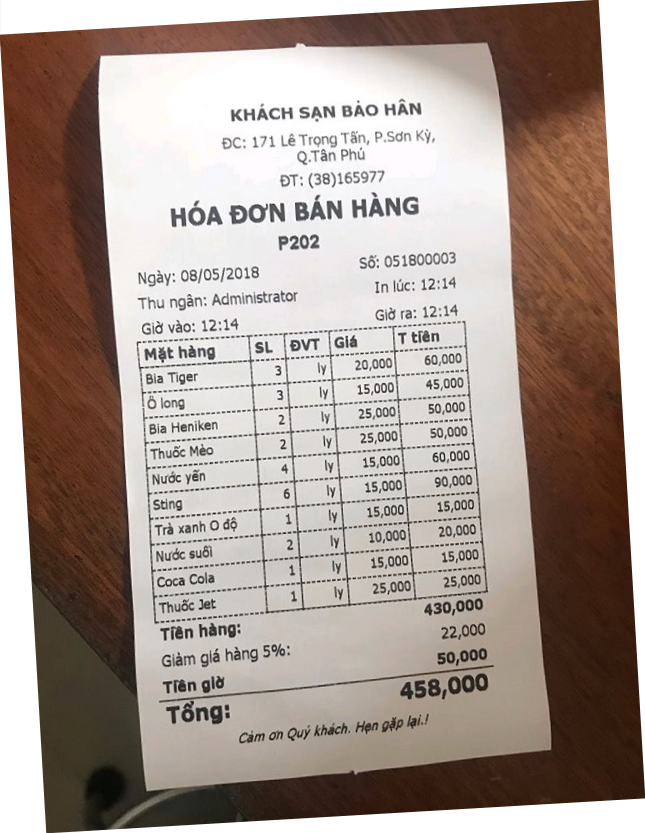 KHÁCH SẠN BẢO HÂN
ĐC: 171 Lê Trọng Tấn, P.Sơn Kỳ,
Q.Tân Phú
ĐT: (38)165977
HÓA ĐƠN BÁN HÀNG
P202
Ngày: 08/05/2018 Số: 051800003
Thu ngân: Administrator In lúc: 12:14
Giờ vào: 12:14 Giờ ra: 12:14
Mặt hàng SL ĐVT Giá T tiền
Bia Tiger 3 ly 20,000 60,000
Ô long 3 ly 15,000 45,000
Bia Heniken 2 ly 25,000 50,000
Thuốc Mèo 2 ly 25,000 50,000
Nước yến 4 ly 15,000 60,000
Sting 6 ly 15,000 90,000
Trà xanh O độ 1 ly 15,000 15,000
Nước suối 2 ly 10,000 20,000
Coca Cola 1 ly 15,000 15,000
Thuốc Jet 1 ly 25,000 25,000
Tiền hàng: 430,000
Giảm giá hàng 5%: 22,000
Tiền giờ 50,000
Tổng: 458,000
Cảm ơn Quý khách. Hẹn gặp lại.!